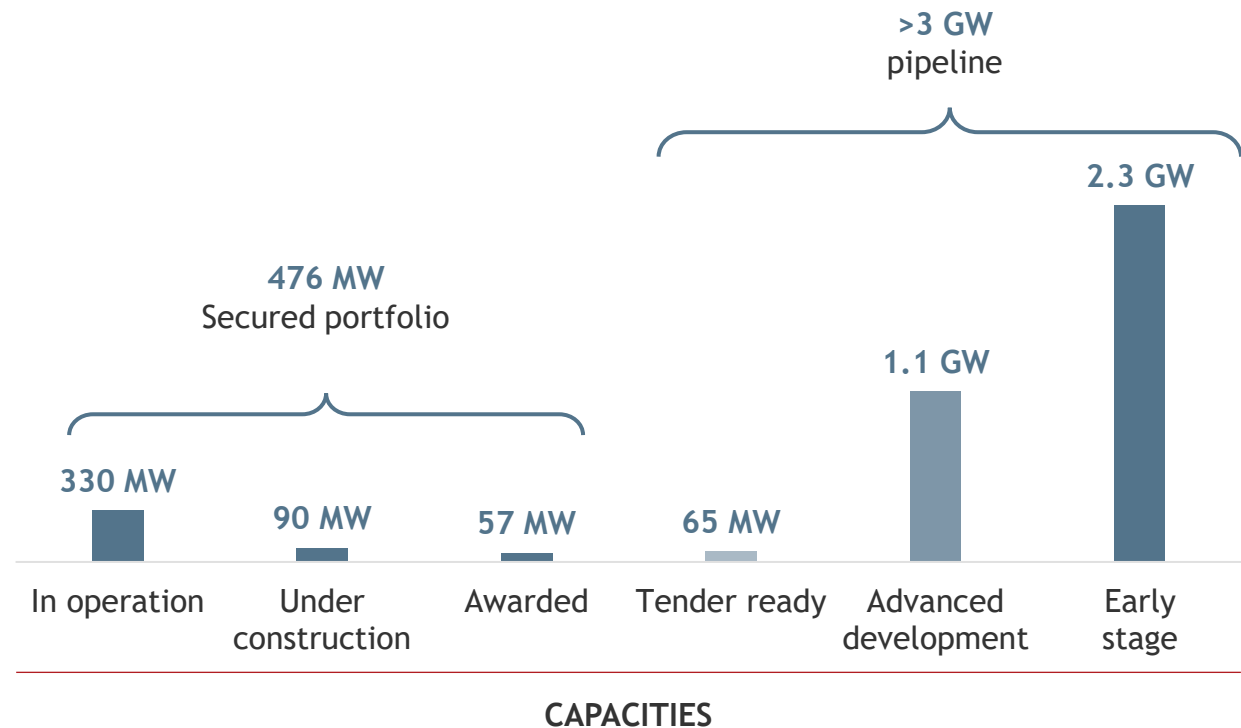 >3 GW
pipeline
2.3 GW
476 MW
Secured portfolio
1.1 GW
330 MW
90 MW
57 MW
65 MW
In operation
Under
construction
Awarded
Tender ready
Advanced
development
Early
stage
CAPACITIES